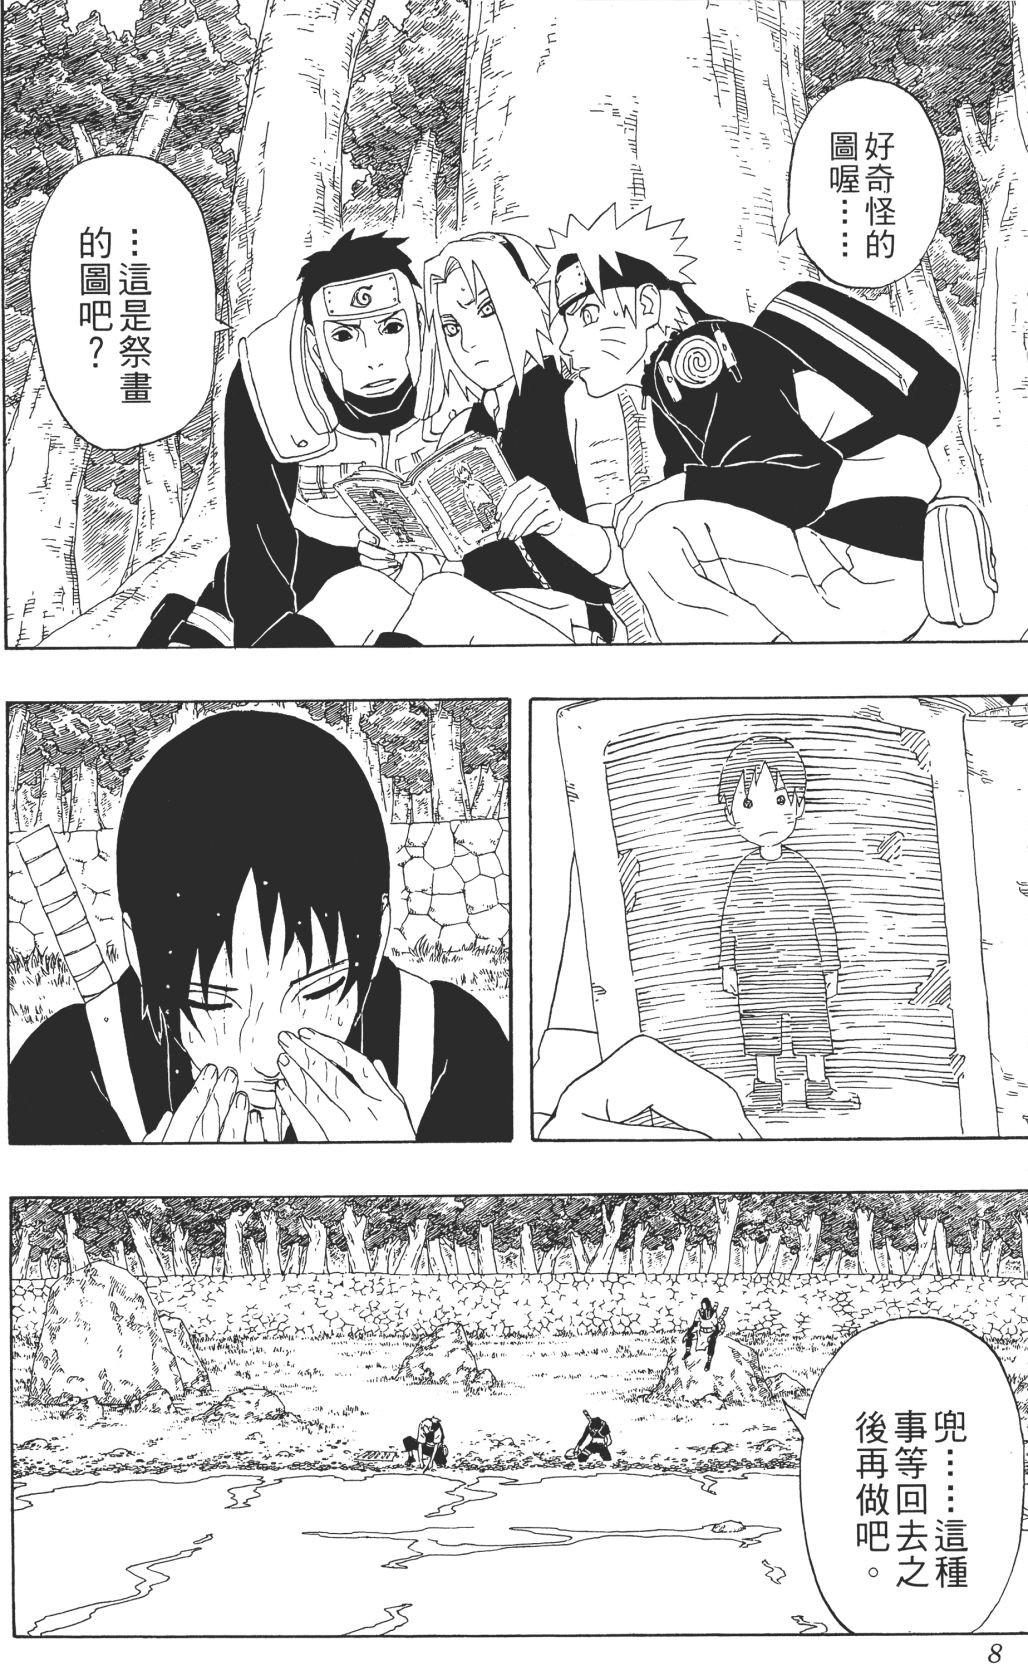 好奇怪的
圖喔……
…這是祭畫
的圖吧？
兜……這種
事等回去之
後再做吧。
8